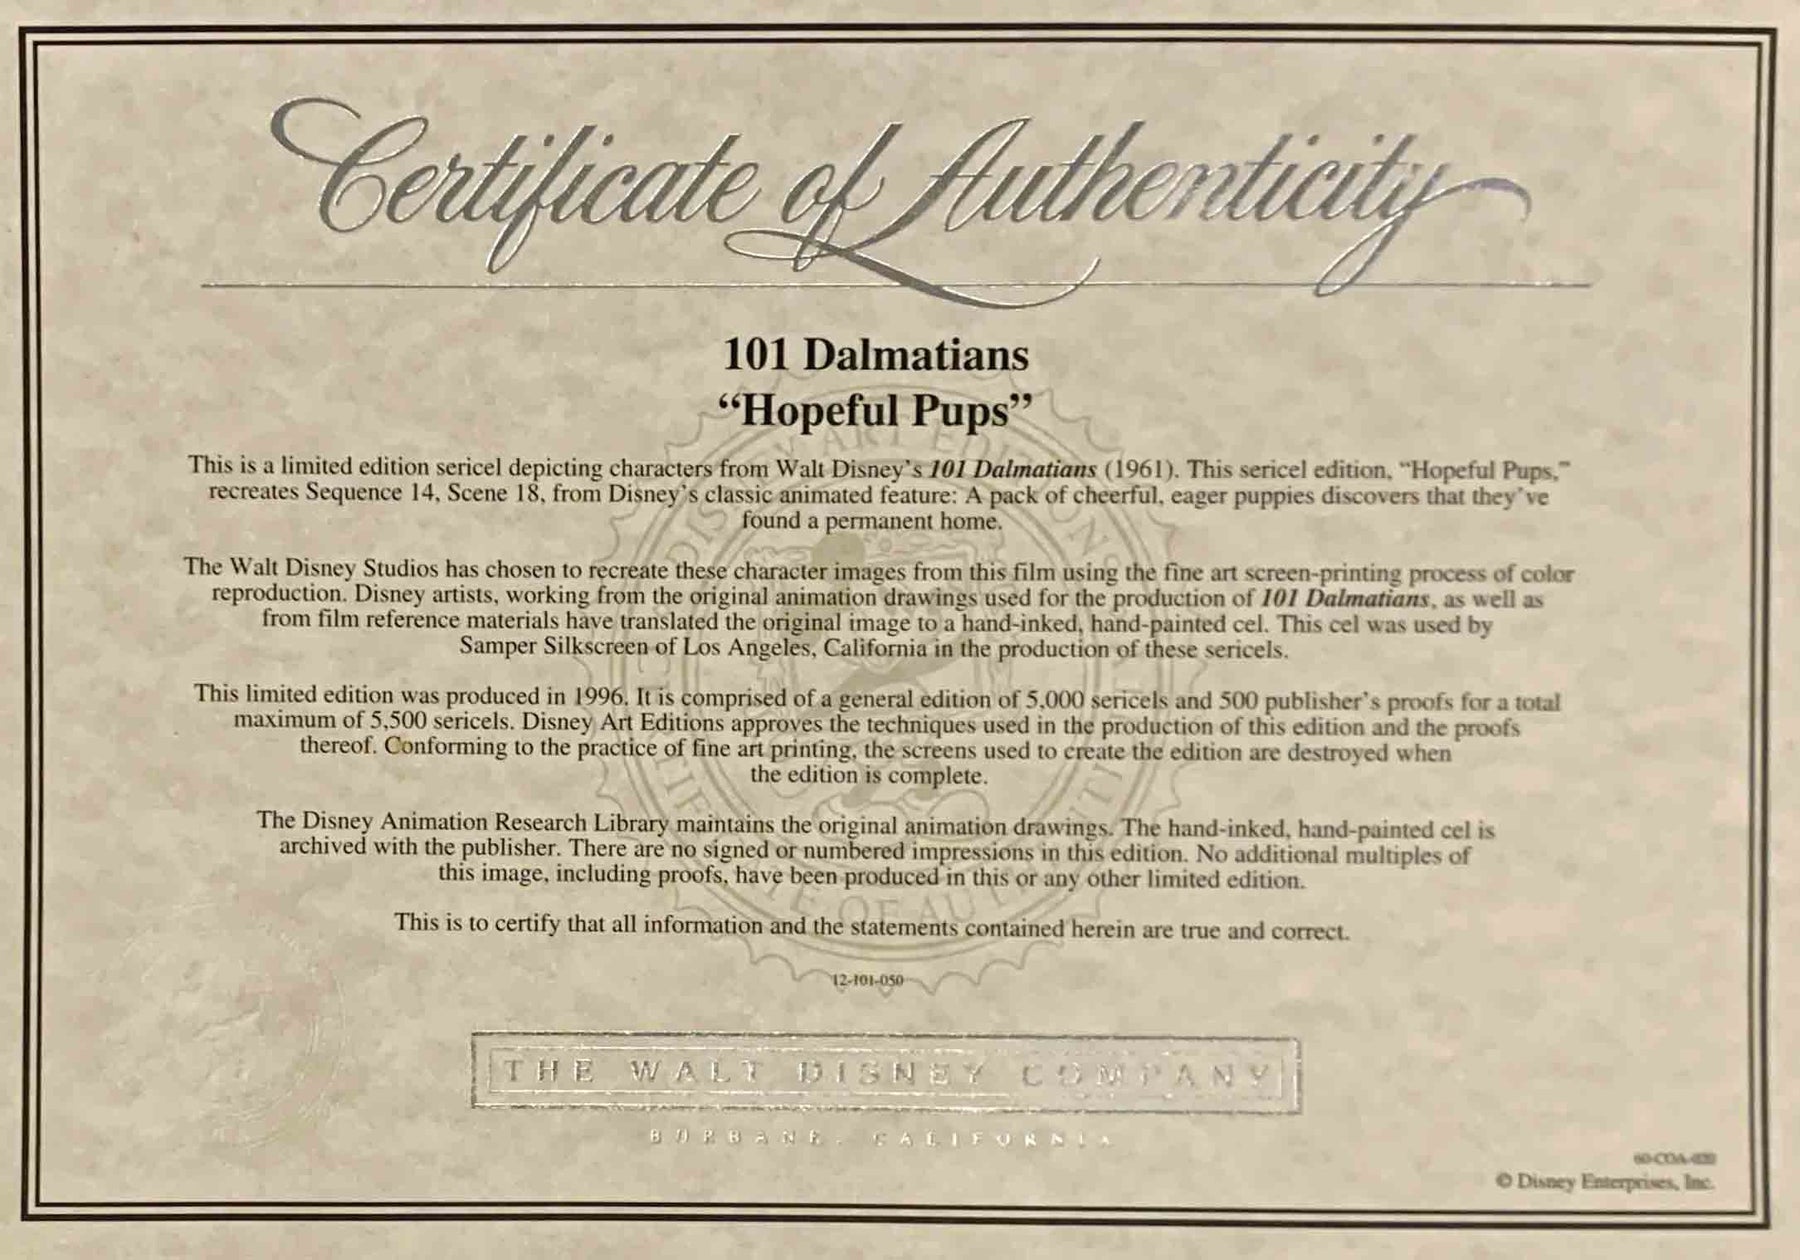 Certificate of Authenticity
101 Dalmatians
“Hopeful Pups”
This is a limited edition sericel depicting characters from Walt Disney’s 101 Dalmatians (1961). This sericel edition, “Hopeful Pups,”
recreates Sequence 14, Scene 18, from Disney’s classic animated feature: A pack of cheerful, eager puppies discovers that they’ve
found a permanent home.
The Walt Disney Studios has chosen to recreate these character images from this film using the fine art screen-printing process of color
reproduction. Disney artists, working from the original animation drawings used for the production of 101 Dalmatians, as well as
from film reference materials have translated the original image to a hand-inked, hand-painted cel. This cel was used by
Samper Silkscreen of Los Angeles, California in the production of these sericels.
This limited edition was produced in 1996. It is comprised of a general edition of 5,000 sericels and 500 publisher’s proofs for a total
maximum of 5,500 sericels. Disney Art Editions approves the techniques used in the production of this edition and the proofs
thereof. Conforming to the practice of fine art printing, the screens used to create the edition are destroyed when
the edition is complete.
The Disney Animation Research Library maintains the original animation drawings. The hand-inked, hand-painted cel is
archived with the publisher. There are no signed or numbered impressions in this edition. No additional multiples of
this image, including proofs, have been produced in this or any other limited edition.
This is to certify that all information and the statements contained herein are true and correct.
12-101-050
THE WALT DISNEY COMPANY
BURBANK, CALIFORNIA
© Disney Enterprises, Inc.